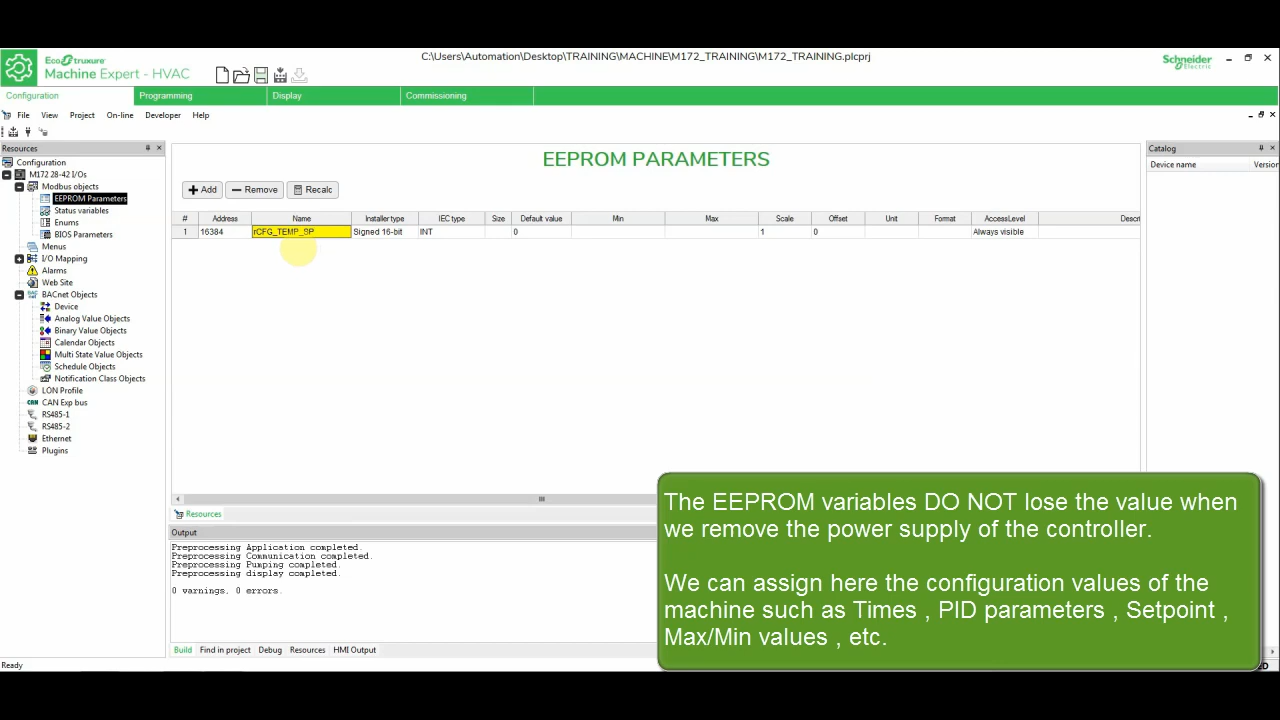 EcoStruxure
Machine Expert - HVAC
C:\Users\Automation\Desktop\TRAINING\MACHINE\M172_TRAINING\M172_TRAINING.plcprj
Schneider
Electric
Configuration Programming Display Commissioning
File View Project On-line Developer Help
Resources
Configuration
M172 28-42 I/Os
Modbus objects
EEPROM Parameters
Status variables
Enums
BIOS Parameters
Menus
I/O Mapping
Alarms
Web Site
BACnet Objects
Device
Analog Value Objects
Binary Value Objects
Calendar Objects
Multi State Value Objects
Schedule Objects
Notification Class Objects
LON Profile
CAN Exp bus
RS485-1
RS485-2
Ethernet
Plugins
EEPROM PARAMETERS
Add Remove Recalc
# Address Name Installer type IEC type Size Default value Min Max Scale Offset Unit Format AccessLevel Descr
1 16384 rCFG_TEMP_SP Signed 16-bit INT 0 1 0 Always visible
Resources
Catalog
Device name Version
Output
Preprocessing Application completed.
Preprocessing Communication completed.
Preprocessing Pumping completed.
Preprocessing display completed.
0 warnings, 0 errors.
Build Find in project Debug Resources HMI Output
Ready
The EEPROM variables DO NOT lose the value when
we remove the power supply of the controller.
We can assign here the configuration values of the
machine such as Times , PID parameters , Setpoint ,
Max/Min values , etc.